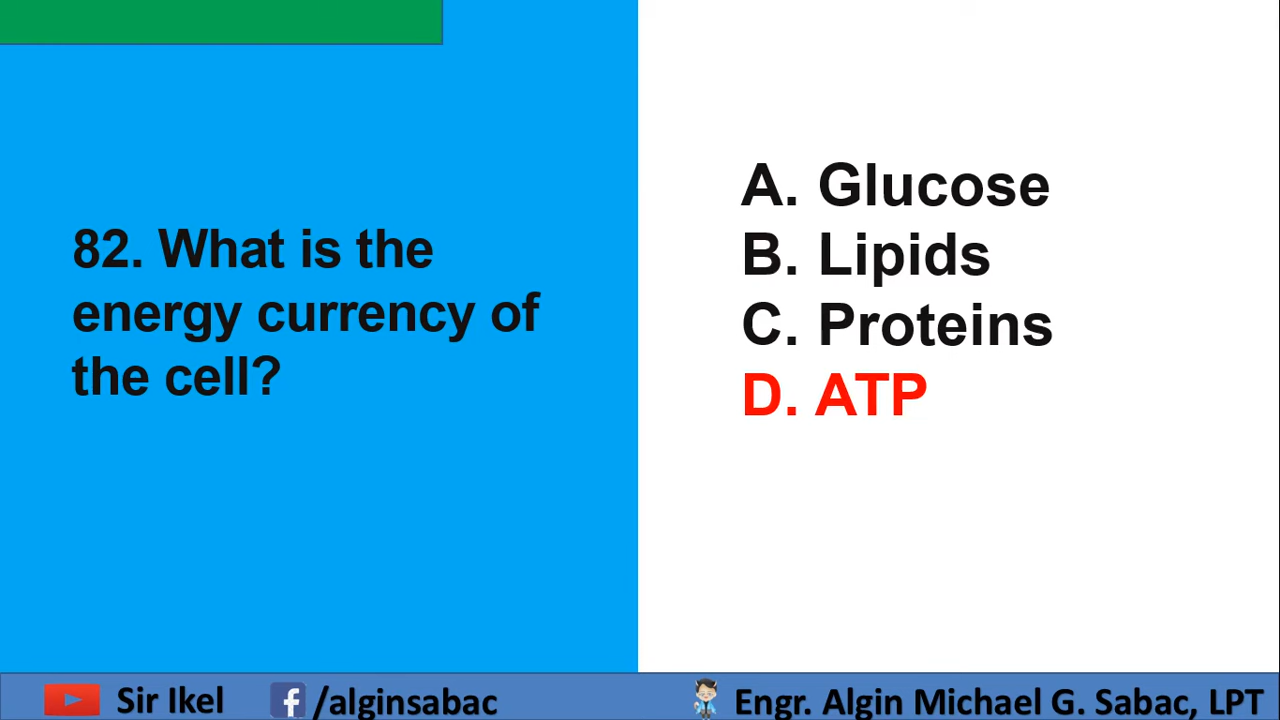 82. What is the
energy currency of
the cell?
A. Glucose
B. Lipids
C. Proteins
D. ATP
Sir Ikel
/alginsabac
Engr. Algin Michael G. Sabac, LPT